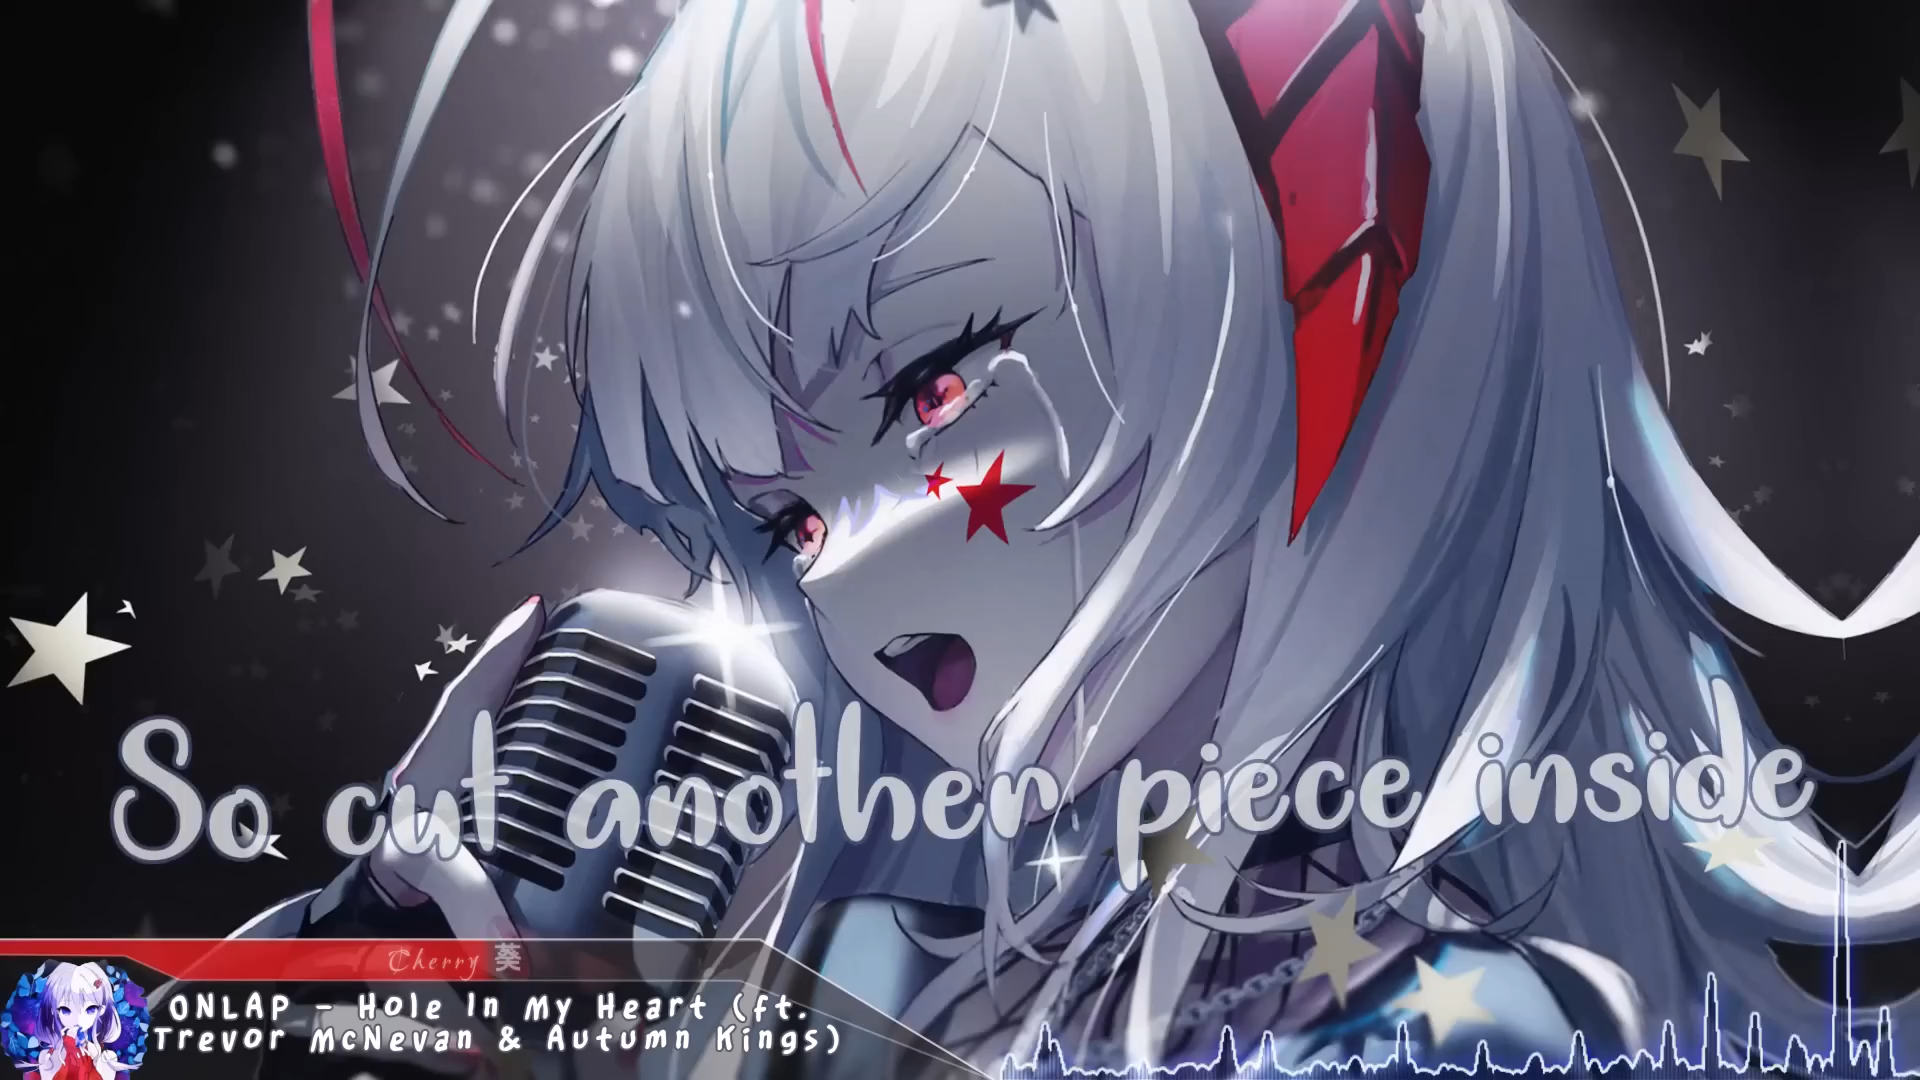 So cut another piece inside
Cherry 葵
ONLAP - Hole In My Heart (ft.
Trevor McNevan & Autumn Kings)